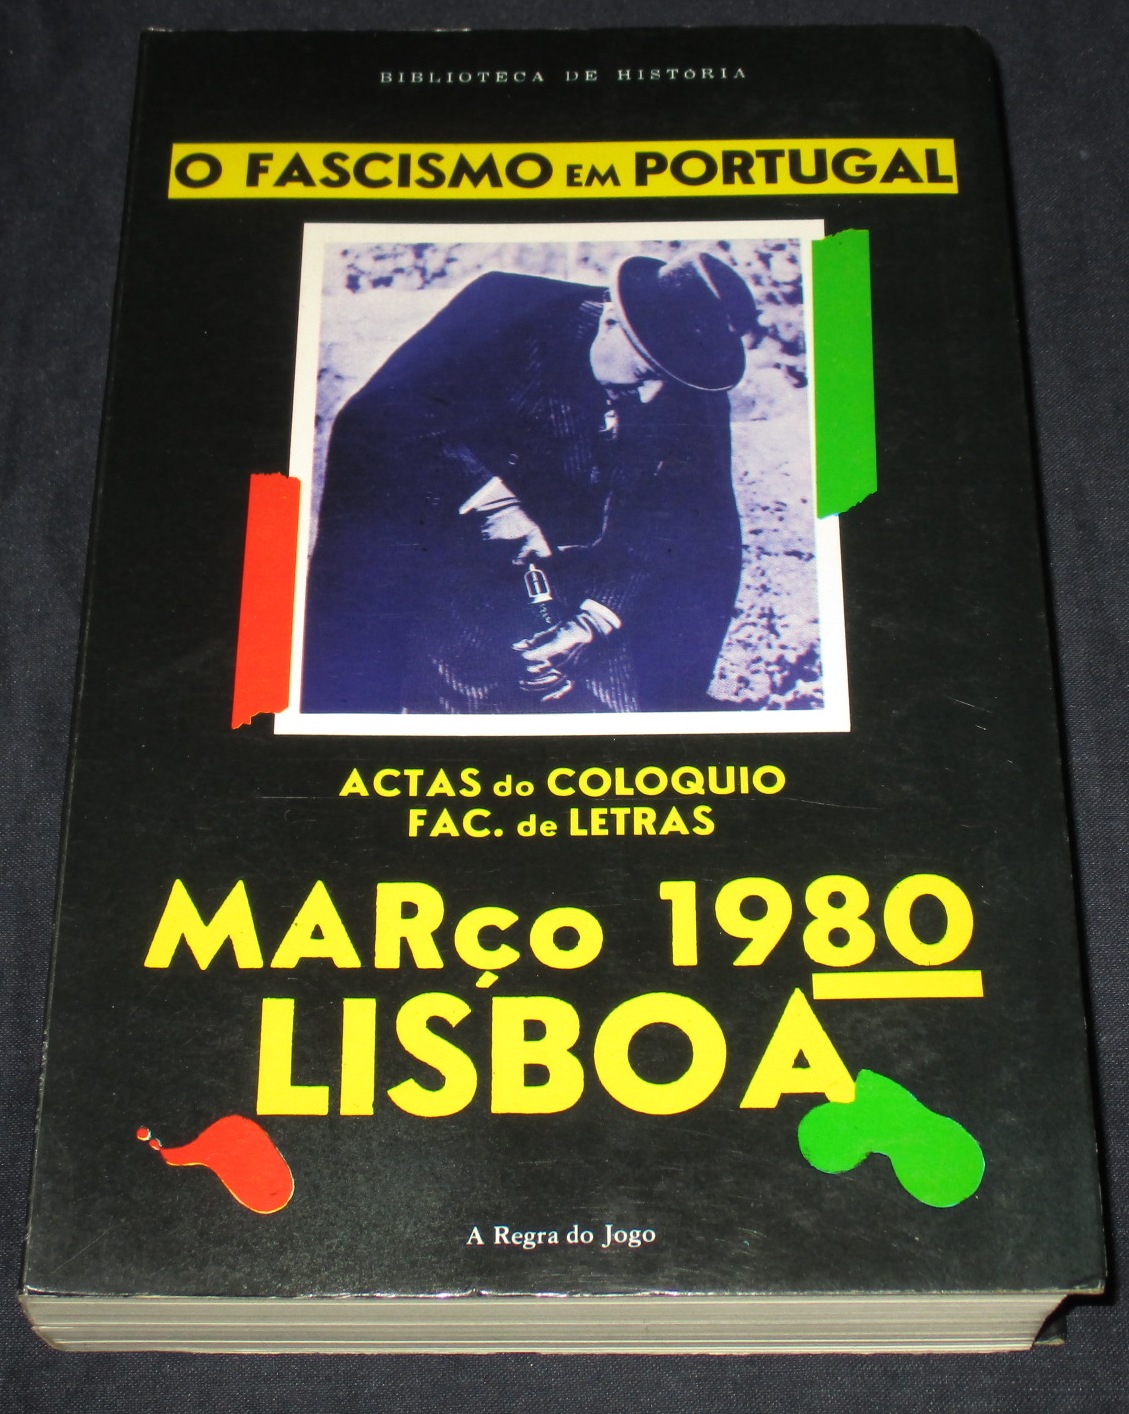 BIBLIOTECA DE HISTÓRIA
O FASCISMO EM PORTUGAL
ACTAS do COLOQUIO
FAC. de LETRAS
MARço 1980
LISBOA
A Regra do Jogo